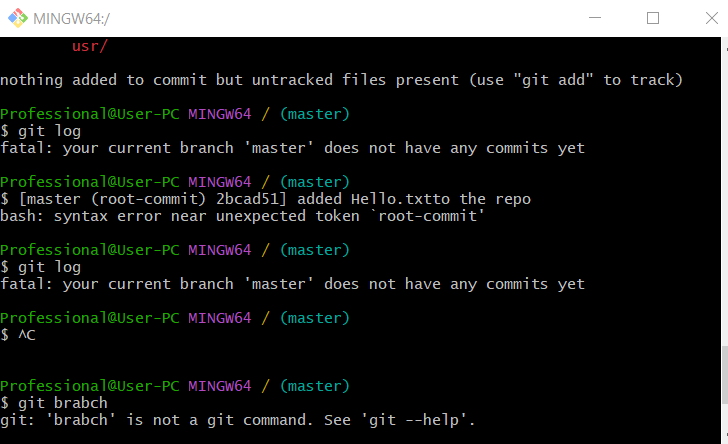 MINGW64:/
usr/
nothing added to commit but untracked files present (use "git add" to track)
Professional@User-PC MINGW64 / (master)
$ git log
fatal: your current branch 'master' does not have any commits yet
Professional@User-PC MINGW64 / (master)
$ [master (root-commit) 2bcad51] added Hello.txtto the repo
bash: syntax error near unexpected token `root-commit'
Professional@User-PC MINGW64 / (master)
$ git log
fatal: your current branch 'master' does not have any commits yet
Professional@User-PC MINGW64 / (master)
$ ^C
Professional@User-PC MINGW64 / (master)
$ git brabch
git: 'brabch' is not a git command. See 'git --help'.